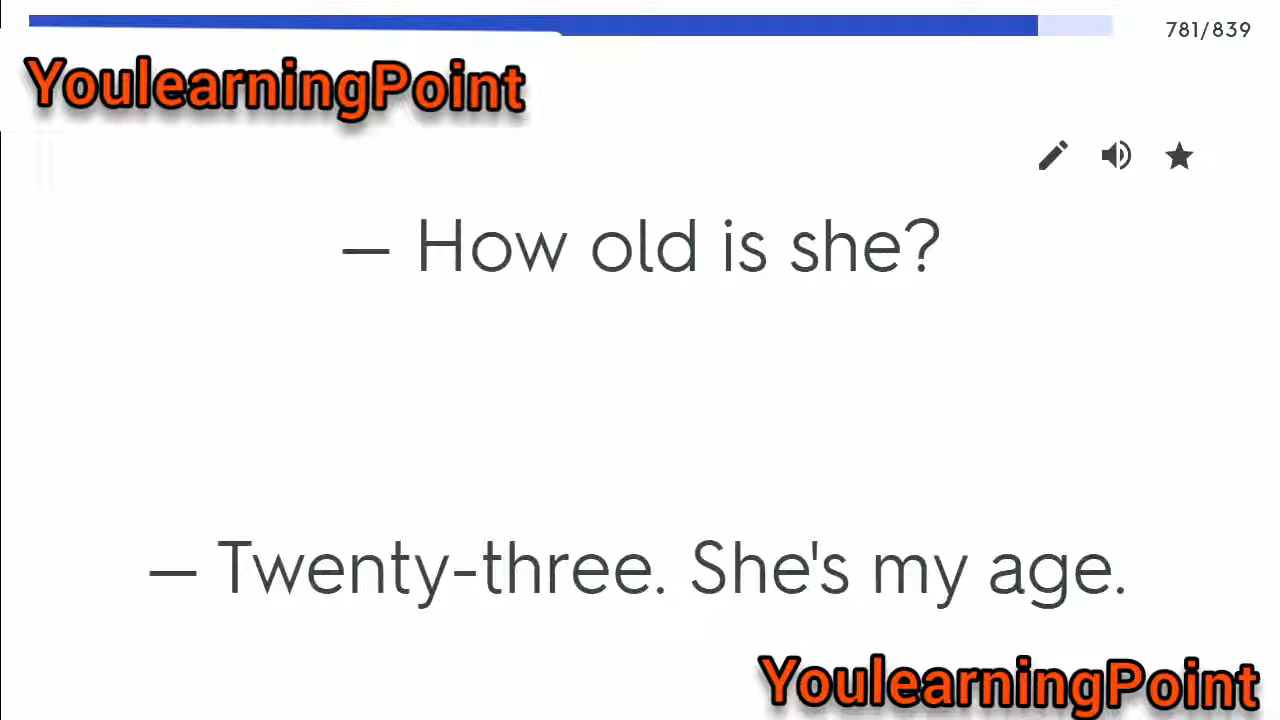 781/839
YoulearningPoint
— How old is she?
— Twenty-three. She's my age.
YoulearningPoint